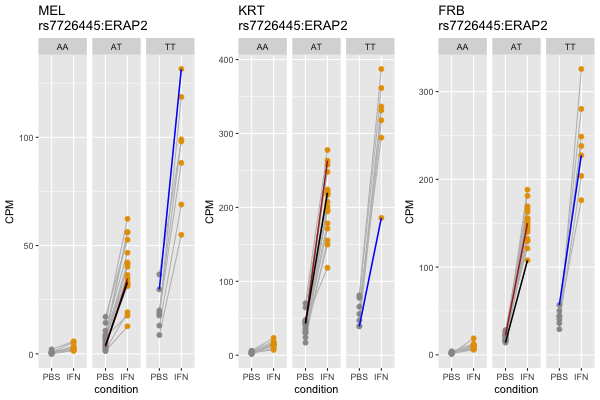 MEL
rs7726445:ERAP2
AA AT TT
CPM
100
50
0
PBS IFN PBS IFN PBS IFN
condition
KRT
rs7726445:ERAP2
AA AT TT
CPM
400
300
200
100
0
PBS IFN PBS IFN PBS IFN
condition
FRB
rs7726445:ERAP2
AA AT TT
CPM
300
200
100
0
PBS IFN PBS IFN PBS IFN
condition